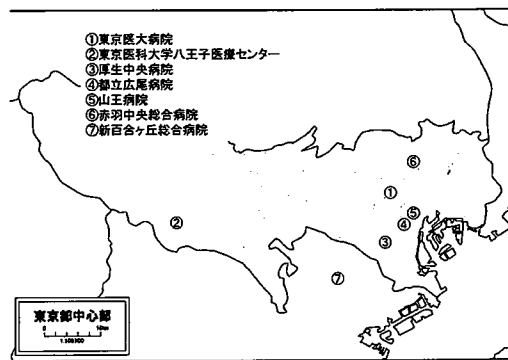 ①東京医大病院
②東京医科大学八王子医療センター
③厚生中央病院
④都立広尾病院
⑤山王病院
⑥赤羽中央総合病院
⑦新百合ヶ丘総合病院
⑥
①
⑤
④
②
③
⑦
東京都中心部
0 10km